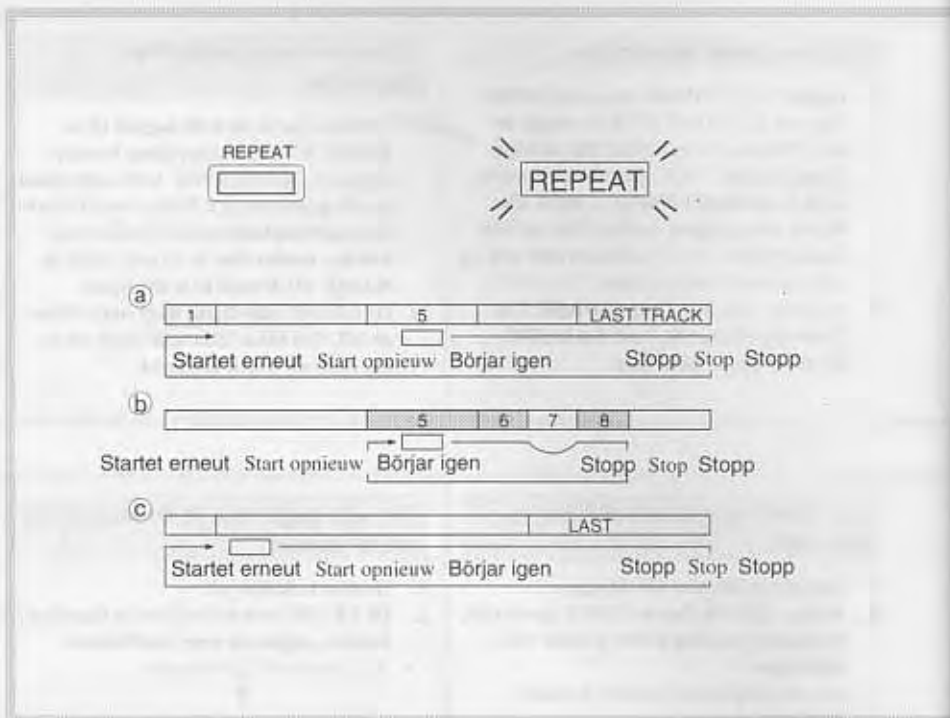 REPEAT
REPEAT
ⓐ
1 5 LAST TRACK
Startet erneut Start opnieuw Börjar igen Stopp Stop Stopp
ⓑ
5 6 7 8
Startet erneut Start opnieuw Börjar igen Stopp Stop Stopp
ⓒ
LAST
Startet erneut Start opnieuw Börjar igen Stopp Stop Stopp